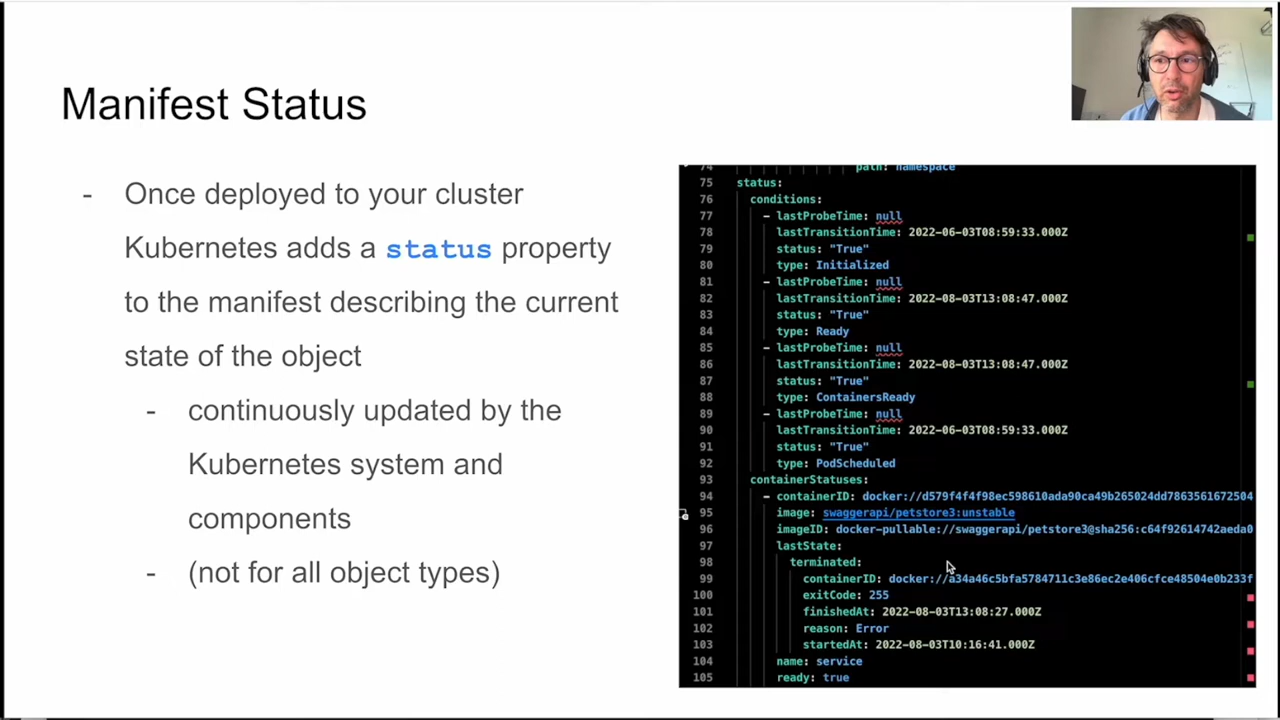 Manifest Status
- Once deployed to your cluster
Kubernetes adds a status property
to the manifest describing the current
state of the object
- continuously updated by the
Kubernetes system and
components
- (not for all object types)
74 path: namespace
75 status:
76 conditions:
77 - lastProbeTime: null
78 lastTransitionTime: 2022-06-03T08:59:33.000Z
79 status: "True"
80 type: Initialized
81 - lastProbeTime: null
82 lastTransitionTime: 2022-08-03T13:08:47.000Z
83 status: "True"
84 type: Ready
85 - lastProbeTime: null
86 lastTransitionTime: 2022-08-03T13:08:47.000Z
87 status: "True"
88 type: ContainersReady
89 - lastProbeTime: null
90 lastTransitionTime: 2022-06-03T08:59:33.000Z
91 status: "True"
92 type: PodScheduled
93 containerStatuses:
94 - containerID: docker://d579f4f4f98ec598610ada90ca49b265024dd7863561672504
95 image: swaggerapi/petstore3:unstable
96 imageID: docker-pullable://swaggerapi/petstore3@sha256:c64f92614742aeda0
97 lastState:
98 terminated:
99 containerID: docker://a34a46c5bfa5784711c3e86ec2e406cfce48504e0b233f
100 exitCode: 255
101 finishedAt: 2022-08-03T13:08:27.000Z
102 reason: Error
103 startedAt: 2022-08-03T10:16:41.000Z
104 name: service
105 ready: true